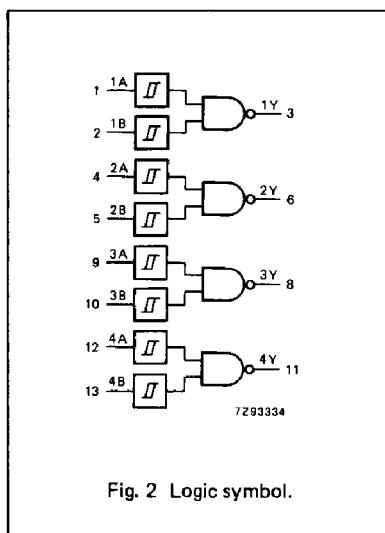 1 1A
2 1B
1Y 3
4 2A
5 2B
2Y 6
9 3A
10 3B
3Y 8
12 4A
13 4B
4Y 11
7Z93334
Fig. 2 Logic symbol.